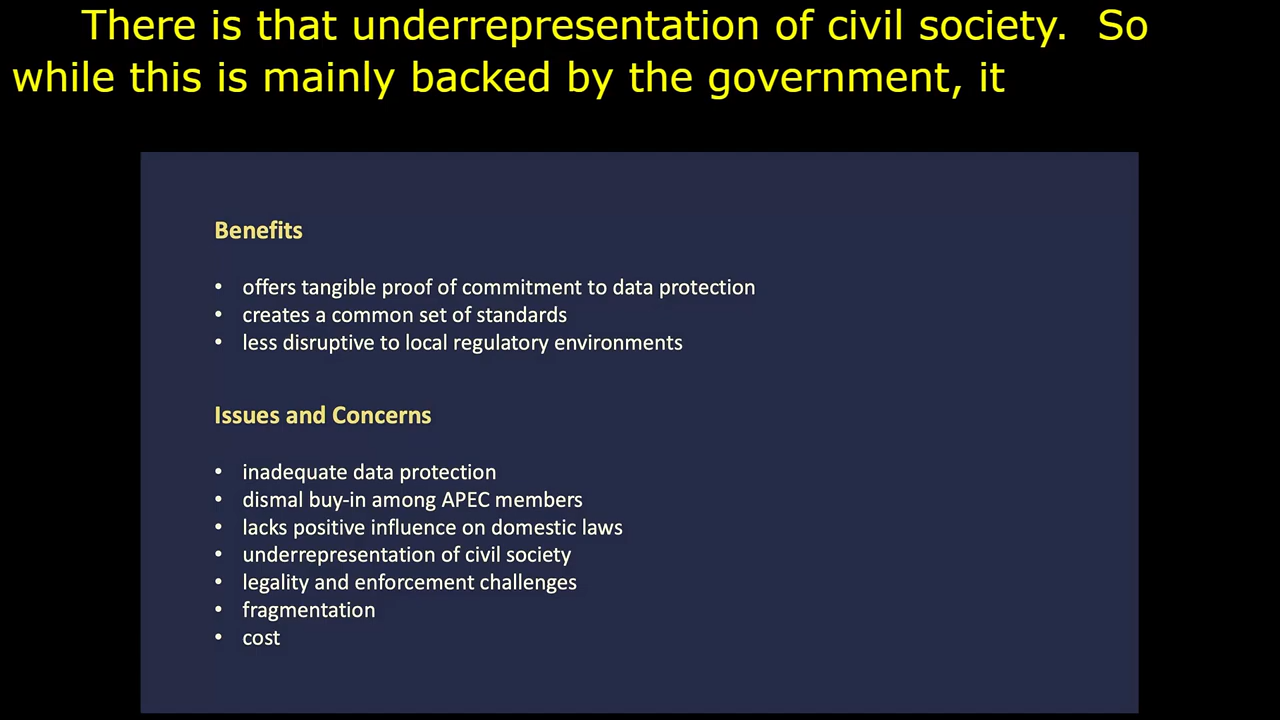 There is that underrepresentation of civil society.  So
while this is mainly backed by the government, it
Benefits
• offers tangible proof of commitment to data protection
• creates a common set of standards
• less disruptive to local regulatory environments
Issues and Concerns
• inadequate data protection
• dismal buy-in among APEC members
• lacks positive influence on domestic laws
• underrepresentation of civil society
• legality and enforcement challenges
• fragmentation
• cost